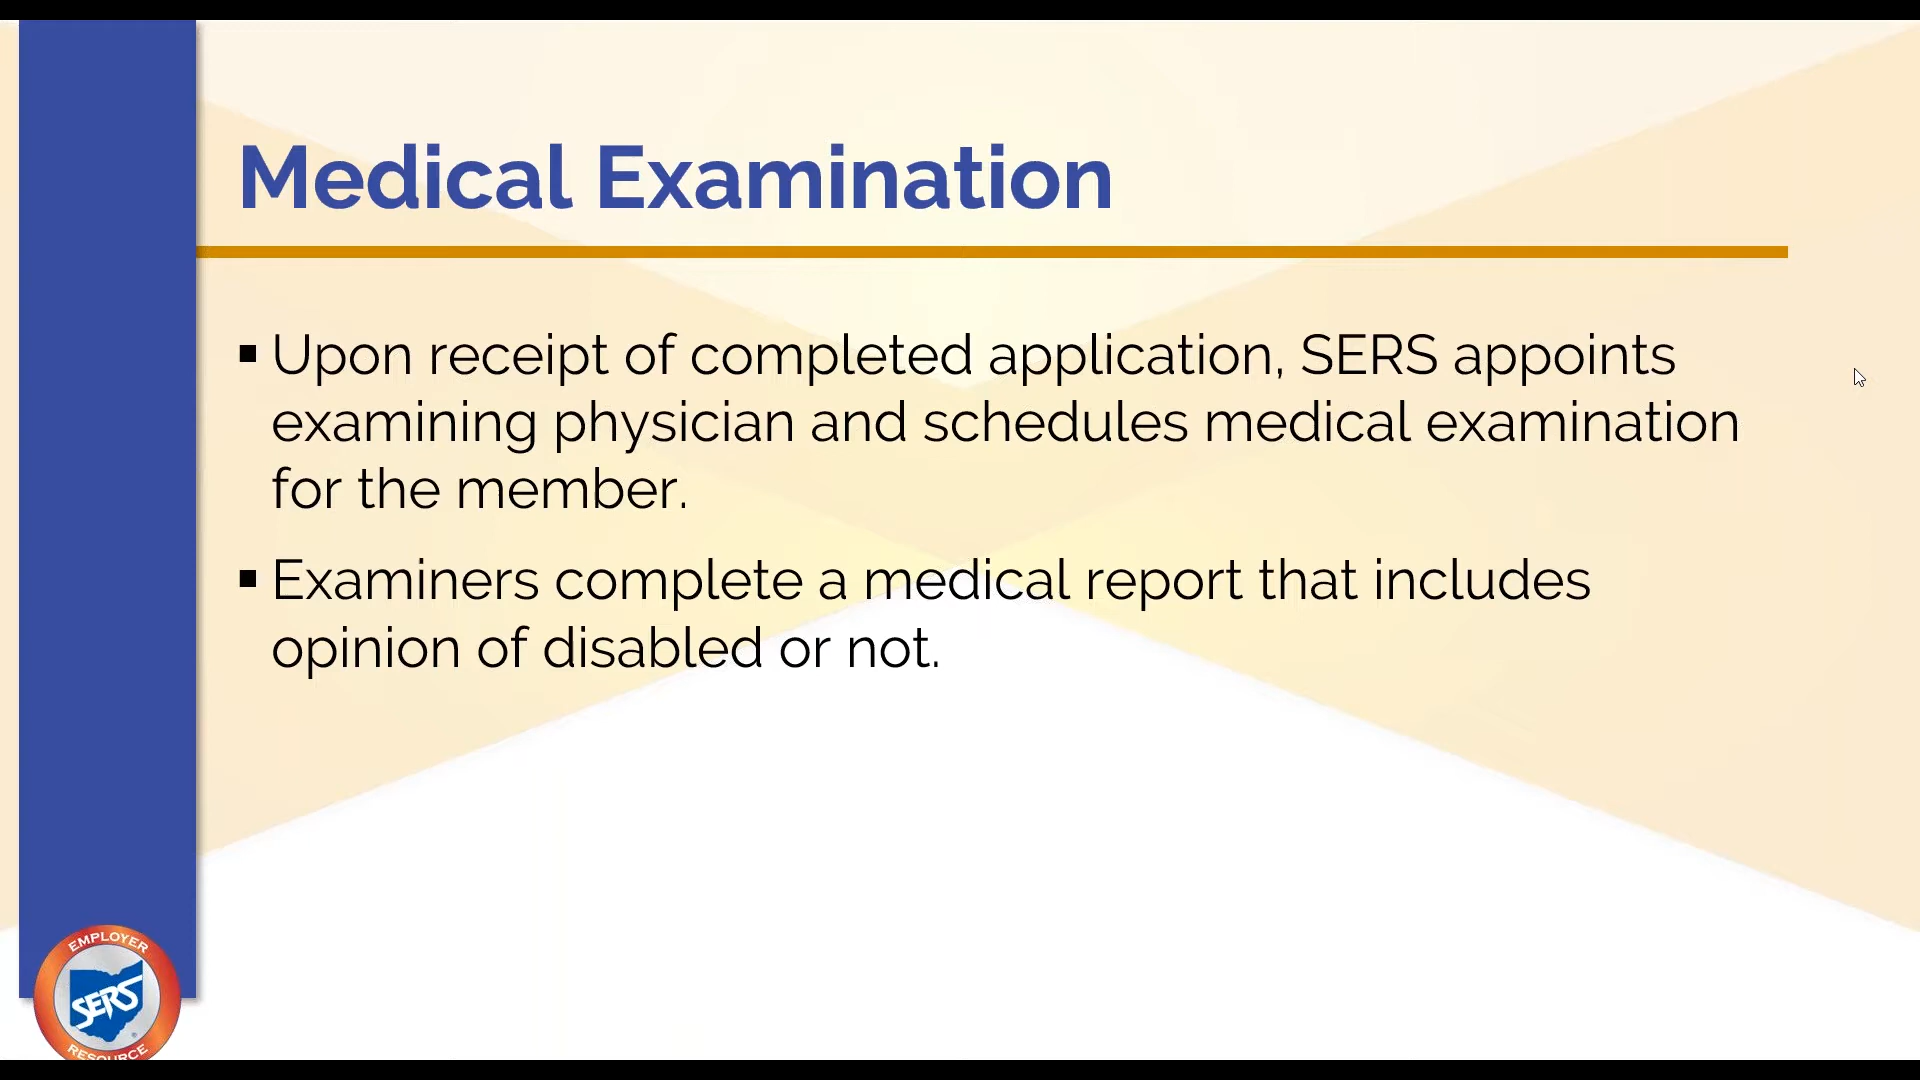 Medical Examination
▪ Upon receipt of completed application, SERS appoints
examining physician and schedules medical examination
for the member.
▪ Examiners complete a medical report that includes
opinion of disabled or not.
EMPLOYER
SERS
RESOURCE